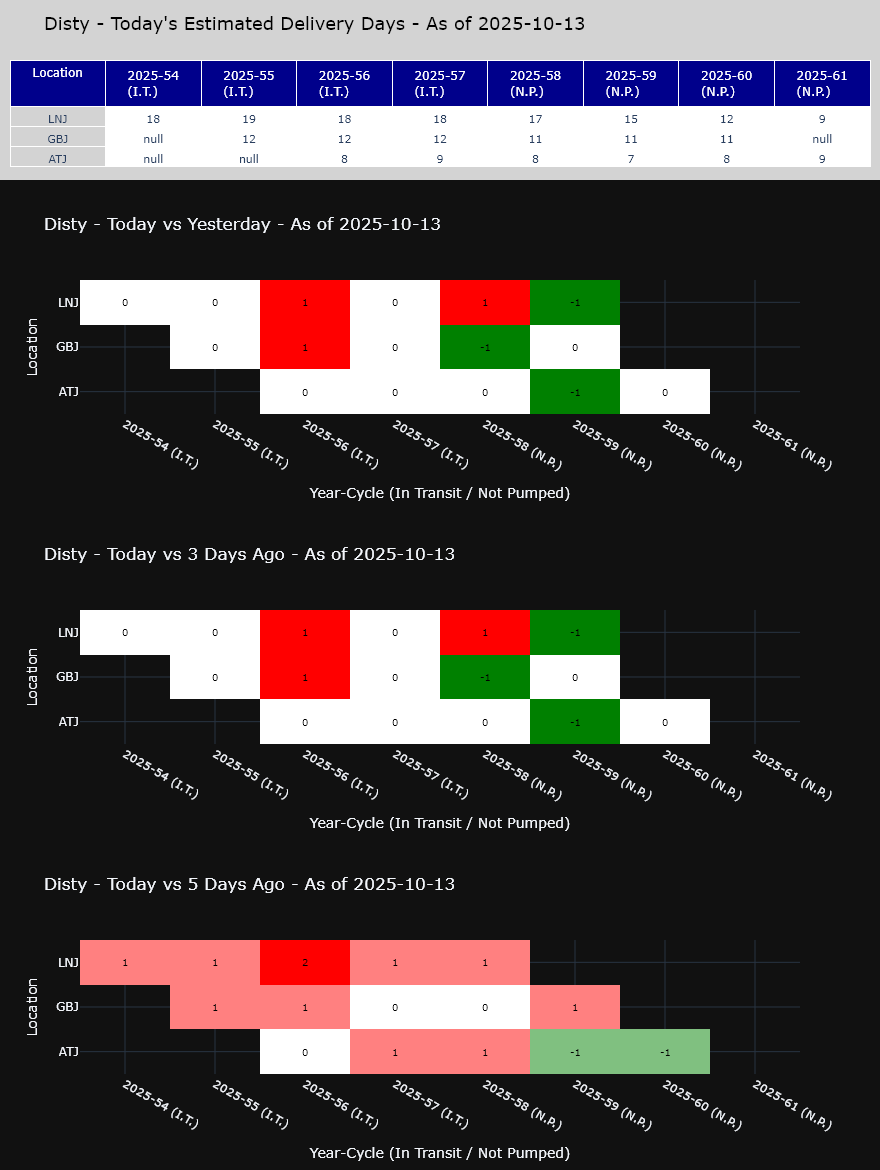 Disty - Today's Estimated Delivery Days - As of 2025-10-13
Location 2025-54 (I.T.) 2025-55 (I.T.) 2025-56 (I.T.) 2025-57 (I.T.) 2025-58 (N.P.) 2025-59 (N.P.) 2025-60 (N.P.) 2025-61 (N.P.)
LNJ 18 19 18 18 17 15 12 9
GBJ null 12 12 12 11 11 11 null
ATJ null null 8 9 8 7 8 9
Disty - Today vs Yesterday - As of 2025-10-13
Location
LNJ 0 0 1 0 1 -1
GBJ 0 1 0 -1 0
ATJ 0 0 0 -1 0
2025-54 (I.T.) 2025-55 (I.T.) 2025-56 (I.T.) 2025-57 (I.T.) 2025-58 (N.P.) 2025-59 (N.P.) 2025-60 (N.P.) 2025-61 (N.P.)
Year-Cycle (In Transit / Not Pumped)
Disty - Today vs 3 Days Ago - As of 2025-10-13
Location
LNJ 0 0 1 0 1 -1
GBJ 0 1 0 -1 0
ATJ 0 0 0 -1 0
2025-54 (I.T.) 2025-55 (I.T.) 2025-56 (I.T.) 2025-57 (I.T.) 2025-58 (N.P.) 2025-59 (N.P.) 2025-60 (N.P.) 2025-61 (N.P.)
Year-Cycle (In Transit / Not Pumped)
Disty - Today vs 5 Days Ago - As of 2025-10-13
Location
LNJ 1 1 2 1 1
GBJ 1 1 0 0 1
ATJ 0 1 1 -1 -1
2025-54 (I.T.) 2025-55 (I.T.) 2025-56 (I.T.) 2025-57 (I.T.) 2025-58 (N.P.) 2025-59 (N.P.) 2025-60 (N.P.) 2025-61 (N.P.)
Year-Cycle (In Transit / Not Pumped)